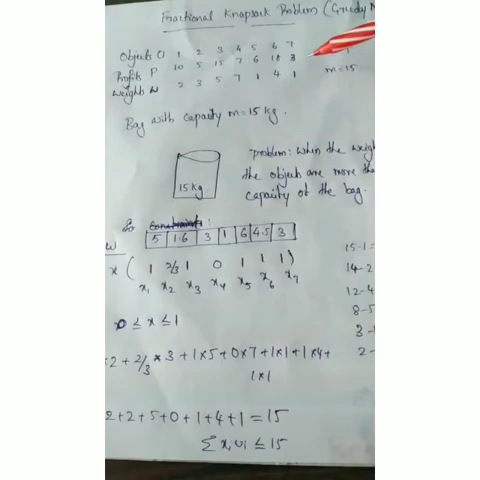 Fractional Knapsack Problem (Greedy M
Objects O 1 2 3 4 5 6 7
Profits P 10 5 15 7 6 18 3
Weights W 2 3 5 7 1 4 1
m=15
Bag with capacity m=15 kg.
15 kg
problem: When the weigh
the objects are more tha
capacity of the bag.
Constraint:
5 1.6 3 1 6 4.5 3
w
x ( 1 2/3 1 0 1 1 1 )
x1 x2 x3 x4 x5 x6 x7
0 ≤ x ≤ 1
15-1=
14-2
12-4
8-5
3-
2-
2 + 2/3 * 3 + 1×5 + 0×7 + 1×1 + 1×4 +
1×1
2+2+5+0+1+4+1=15
∑ xiwi ≤ 15